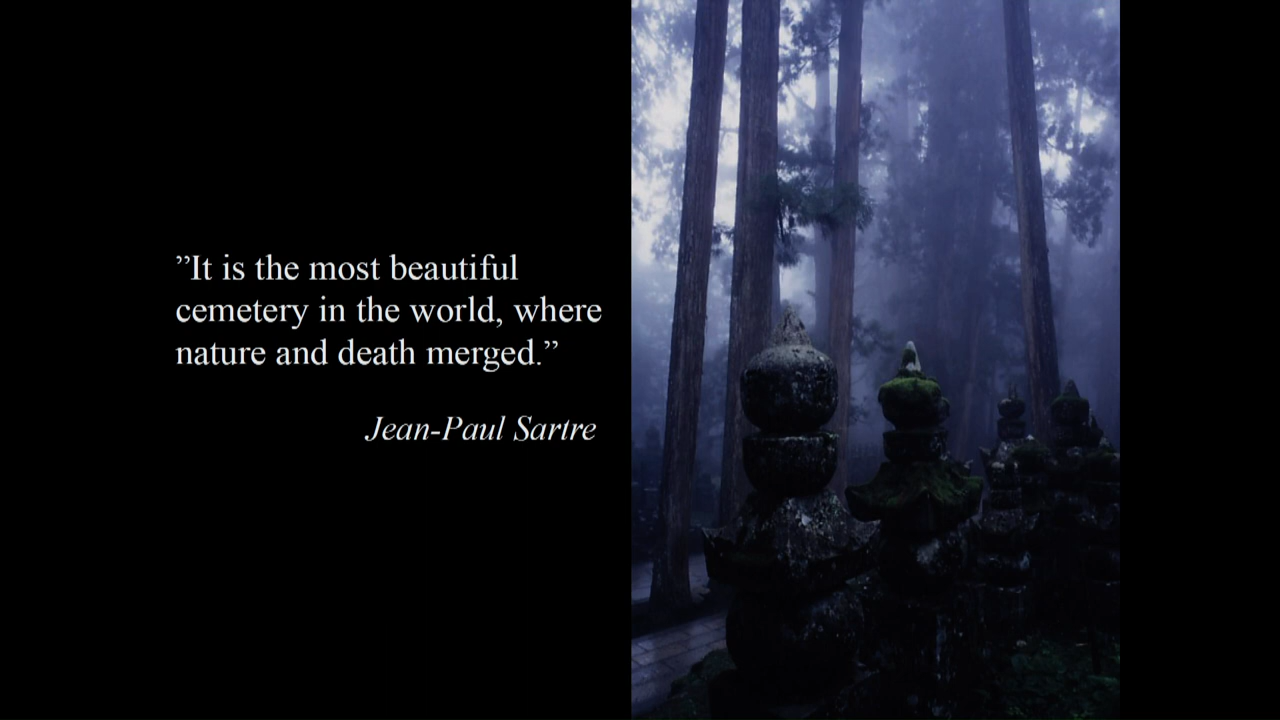 ”It is the most beautiful
cemetery in the world, where
nature and death merged.”
Jean-Paul Sartre